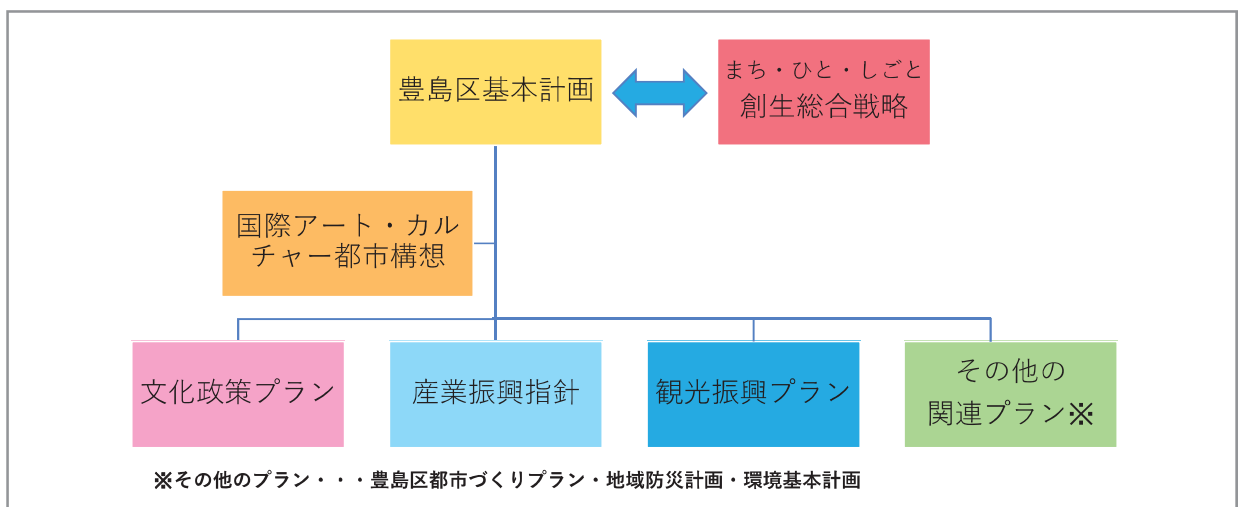 豊島区基本計画
まち・ひと・しごと
創生総合戦略
国際アート・カル
チャー都市構想
文化政策プラン
産業振興指針
観光振興プラン
その他の
関連プラン※
※その他のプラン・・・豊島区都市づくりプラン・地域防災計画・環境基本計画